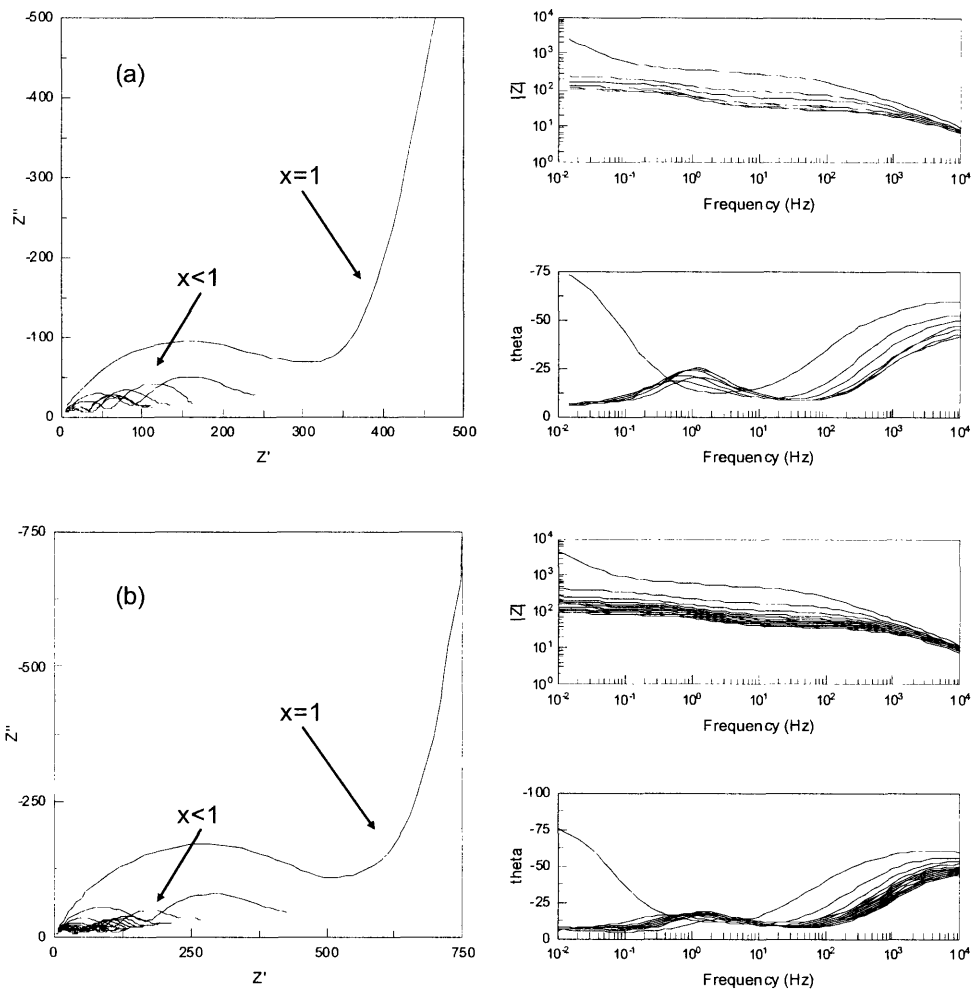 -500
-400
-300
-200
-100
0
Z''
(a)
x=1
x<1
0 100 200 300 400 500
Z'
10⁴
10³
10²
10¹
10⁰
|Z|
10⁻² 10⁻¹ 10⁰ 10¹ 10² 10³ 10⁴
Frequency (Hz)
-75
-50
-25
0
theta
10⁻² 10⁻¹ 10⁰ 10¹ 10² 10³ 10⁴
Frequency (Hz)
-750
-500
-250
0
Z''
(b)
x=1
x<1
0 250 500 750
Z'
10⁴
10³
10²
10¹
10⁰
|Z|
10⁻² 10⁻¹ 10⁰ 10¹ 10² 10³ 10⁴
Frequency (Hz)
-100
-75
-50
-25
0
theta
10⁻² 10⁻¹ 10⁰ 10¹ 10² 10³ 10⁴
Frequency (Hz)